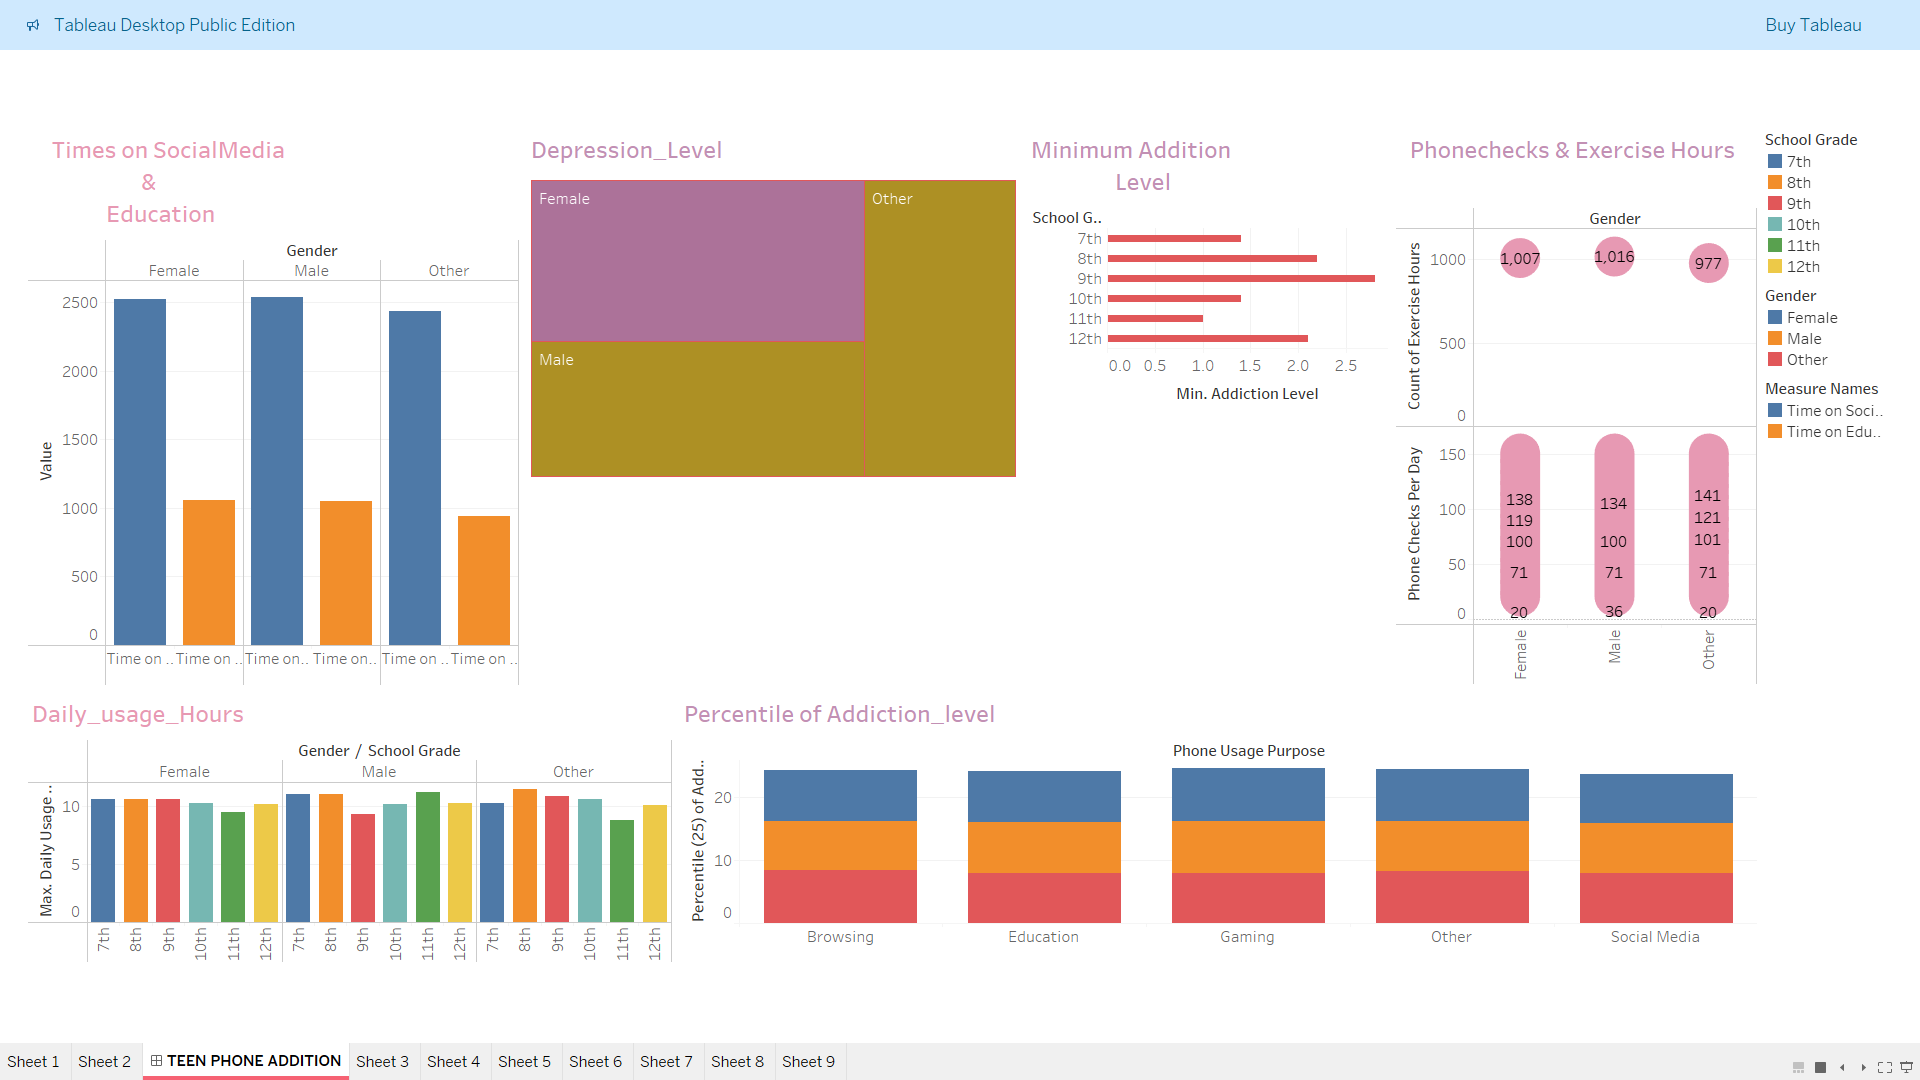 Tableau Desktop Public Edition
Buy Tableau
Times on SocialMedia
&
Education
Gender
Female Male Other
Value
2500
2000
1500
1000
500
0
Time on .. Time on .. Time on.. Time on.. Time on .. Time on ..
Depression_Level
Female
Other
Male
Minimum Addition
Level
School G..
7th
8th
9th
10th
11th
12th
0.0 0.5 1.0 1.5 2.0 2.5
Min. Addiction Level
Phonechecks & Exercise Hours
Gender
Count of Exercise Hours
1000
500
0
1,007 1,016 977
Phone Checks Per Day
150
100
50
0
138
119
100
71
20
134
100
71
36
141
121
101
71
20
Female Male Other
School Grade
7th
8th
9th
10th
11th
12th
Gender
Female
Male
Other
Measure Names
Time on Soci..
Time on Edu..
Daily_usage_Hours
Gender / School Grade
Female Male Other
Max. Daily Usage ..
10
5
0
7th 8th 9th 10th 11th 12th 7th 8th 9th 10th 11th 12th 7th 8th 9th 10th 11th 12th
Percentile of Addiction_level
Phone Usage Purpose
Percentile (25) of Add..
20
10
0
Browsing Education Gaming Other Social Media
Sheet 1 Sheet 2 TEEN PHONE ADDITION Sheet 3 Sheet 4 Sheet 5 Sheet 6 Sheet 7 Sheet 8 Sheet 9